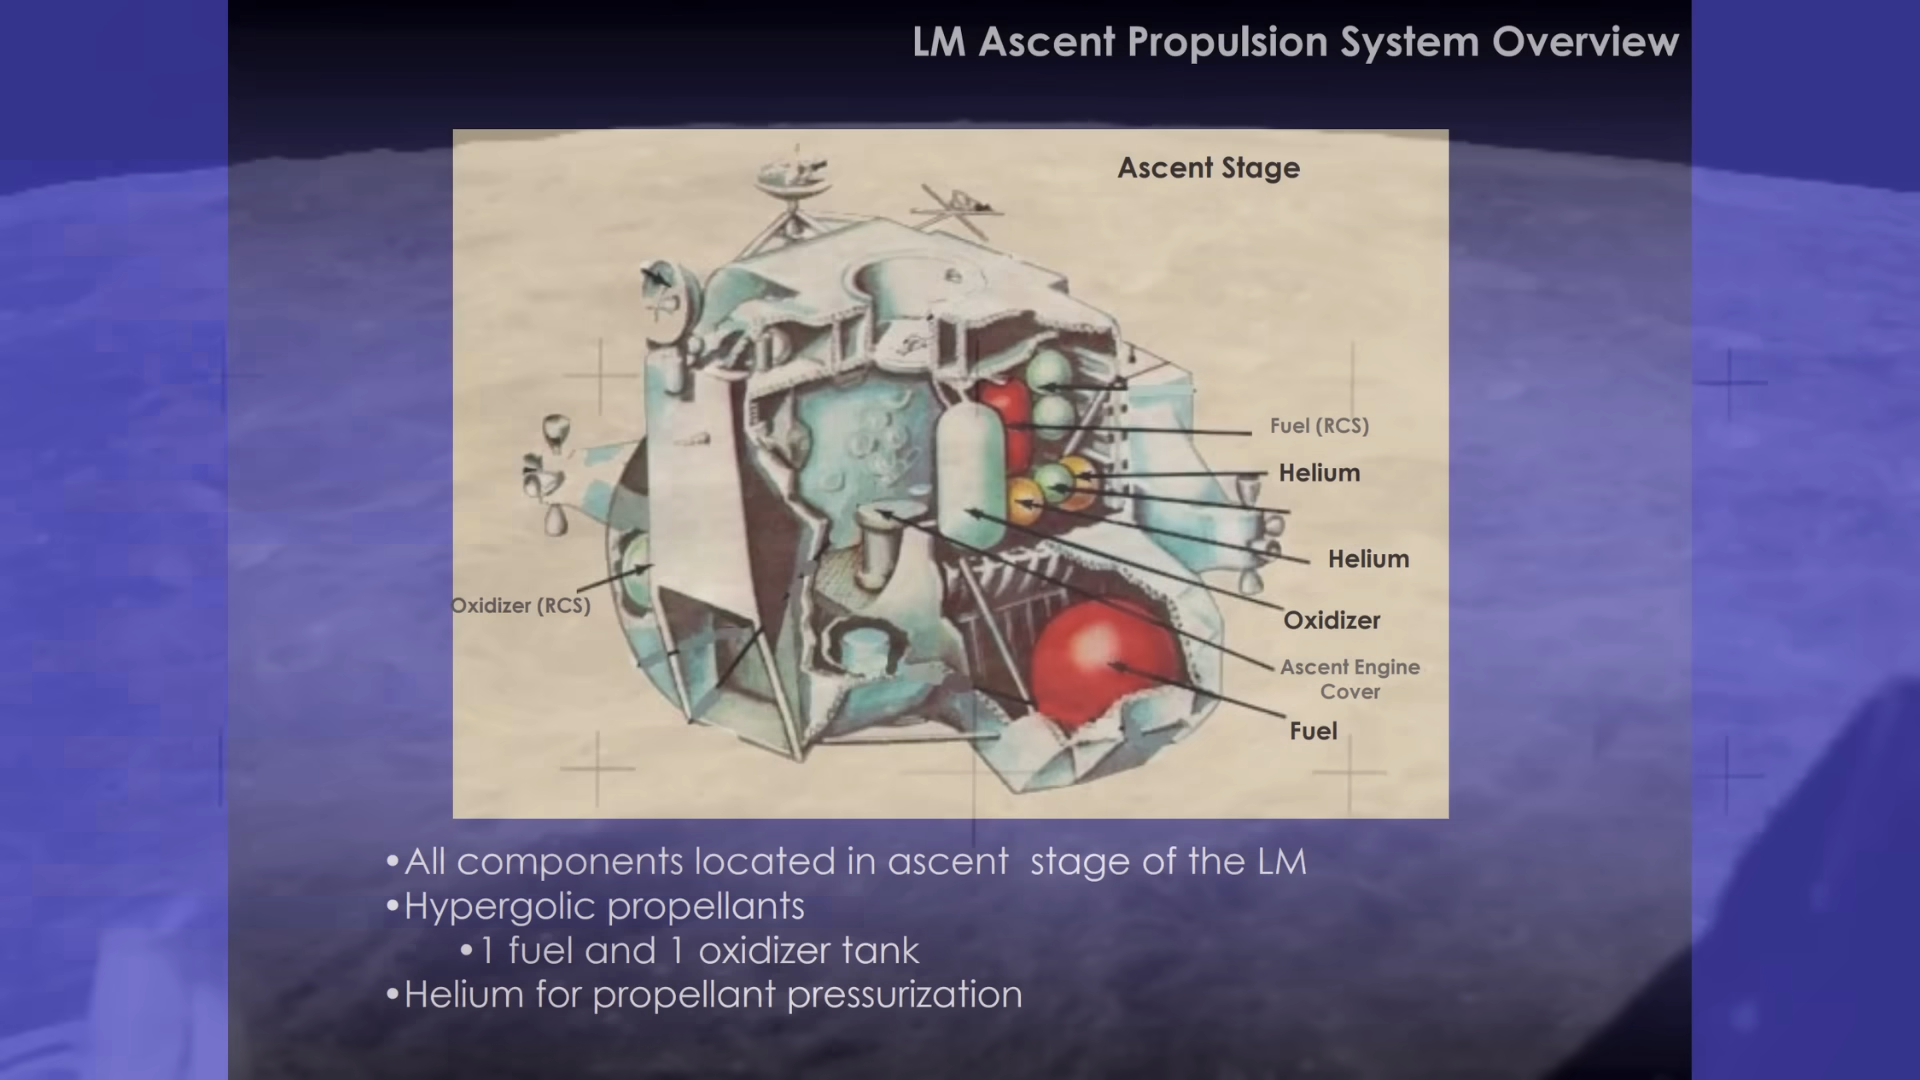 LM Ascent Propulsion System Overview
Ascent Stage
Fuel (RCS)
Helium
Helium
Oxidizer (RCS)
Oxidizer
Ascent Engine
Cover
Fuel
•All components located in ascent  stage of the LM
•Hypergolic propellants
•1 fuel and 1 oxidizer tank
•Helium for propellant pressurization